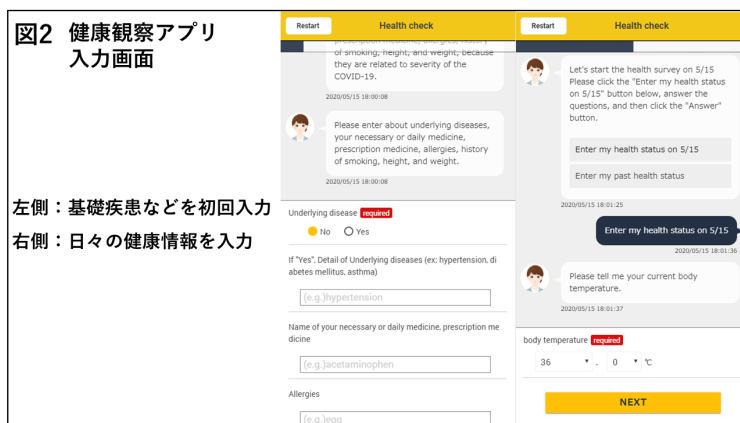 図2 健康観察アプリ
入力画面
左側：基礎疾患などを初回入力
右側：日々の健康情報を入力
Restart
Health check
prescription medicines, allergies, history
of smoking, height, and weight, because
they are related to severity of the
COVID-19.
2020/05/15 18:00:08
Please enter about underlying diseases,
your necessary or daily medicine,
prescription medicine, allergies, history
of smoking, height, and weight.
2020/05/15 18:00:08
Underlying disease required
No Yes
If "Yes", Detail of Underlying diseases (ex; hypertension, di
abetes mellitus, asthma)
(e.g.)hypertension
Name of your necessary or daily medicine, prescription me
dicine
(e.g.)acetaminophen
Allergies
(e.g.)egg
Restart
Health check
Let's start the health survey on 5/15
Please click the "Enter my health status
on 5/15" button below, answer the
questions, and then click the "Answer"
button.
Enter my health status on 5/15
Enter my past health status
2020/05/15 18:01:25
Enter my health status on 5/15
2020/05/15 18:01:36
Please tell me your current body
temperature.
2020/05/15 18:01:37
body temperature required
36 . 0 ℃
NEXT